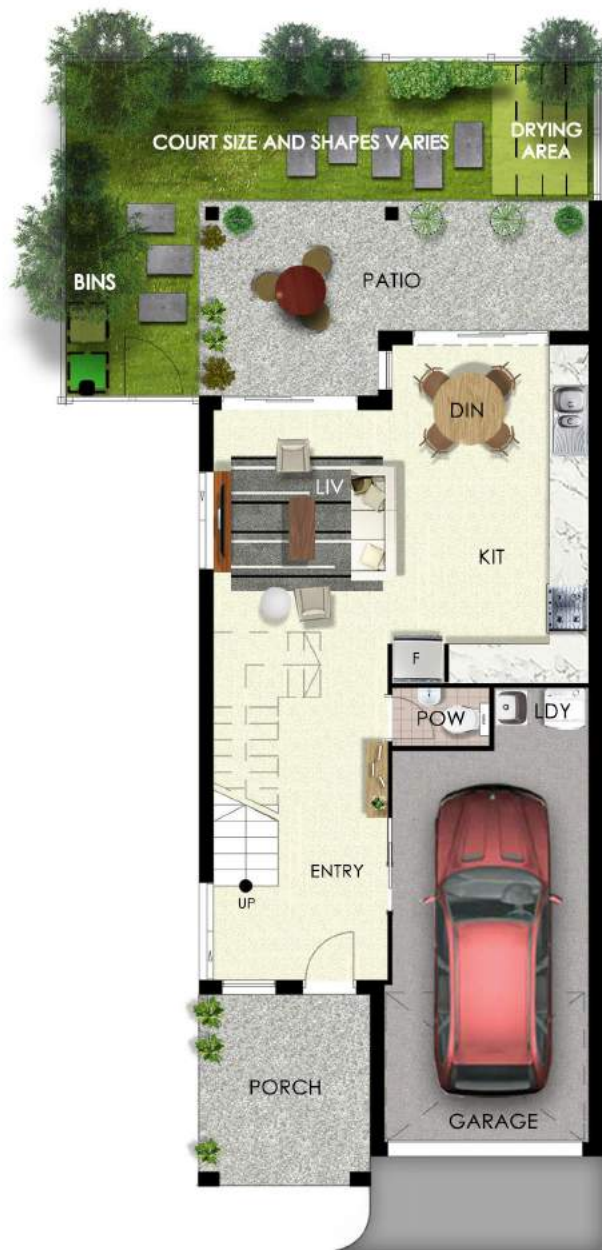 COURT SIZE AND SHAPES VARIES
DRYING
AREA
BINS
PATIO
DIN
LIV
KIT
F
POW
LDY
ENTRY
UP
PORCH
GARAGE